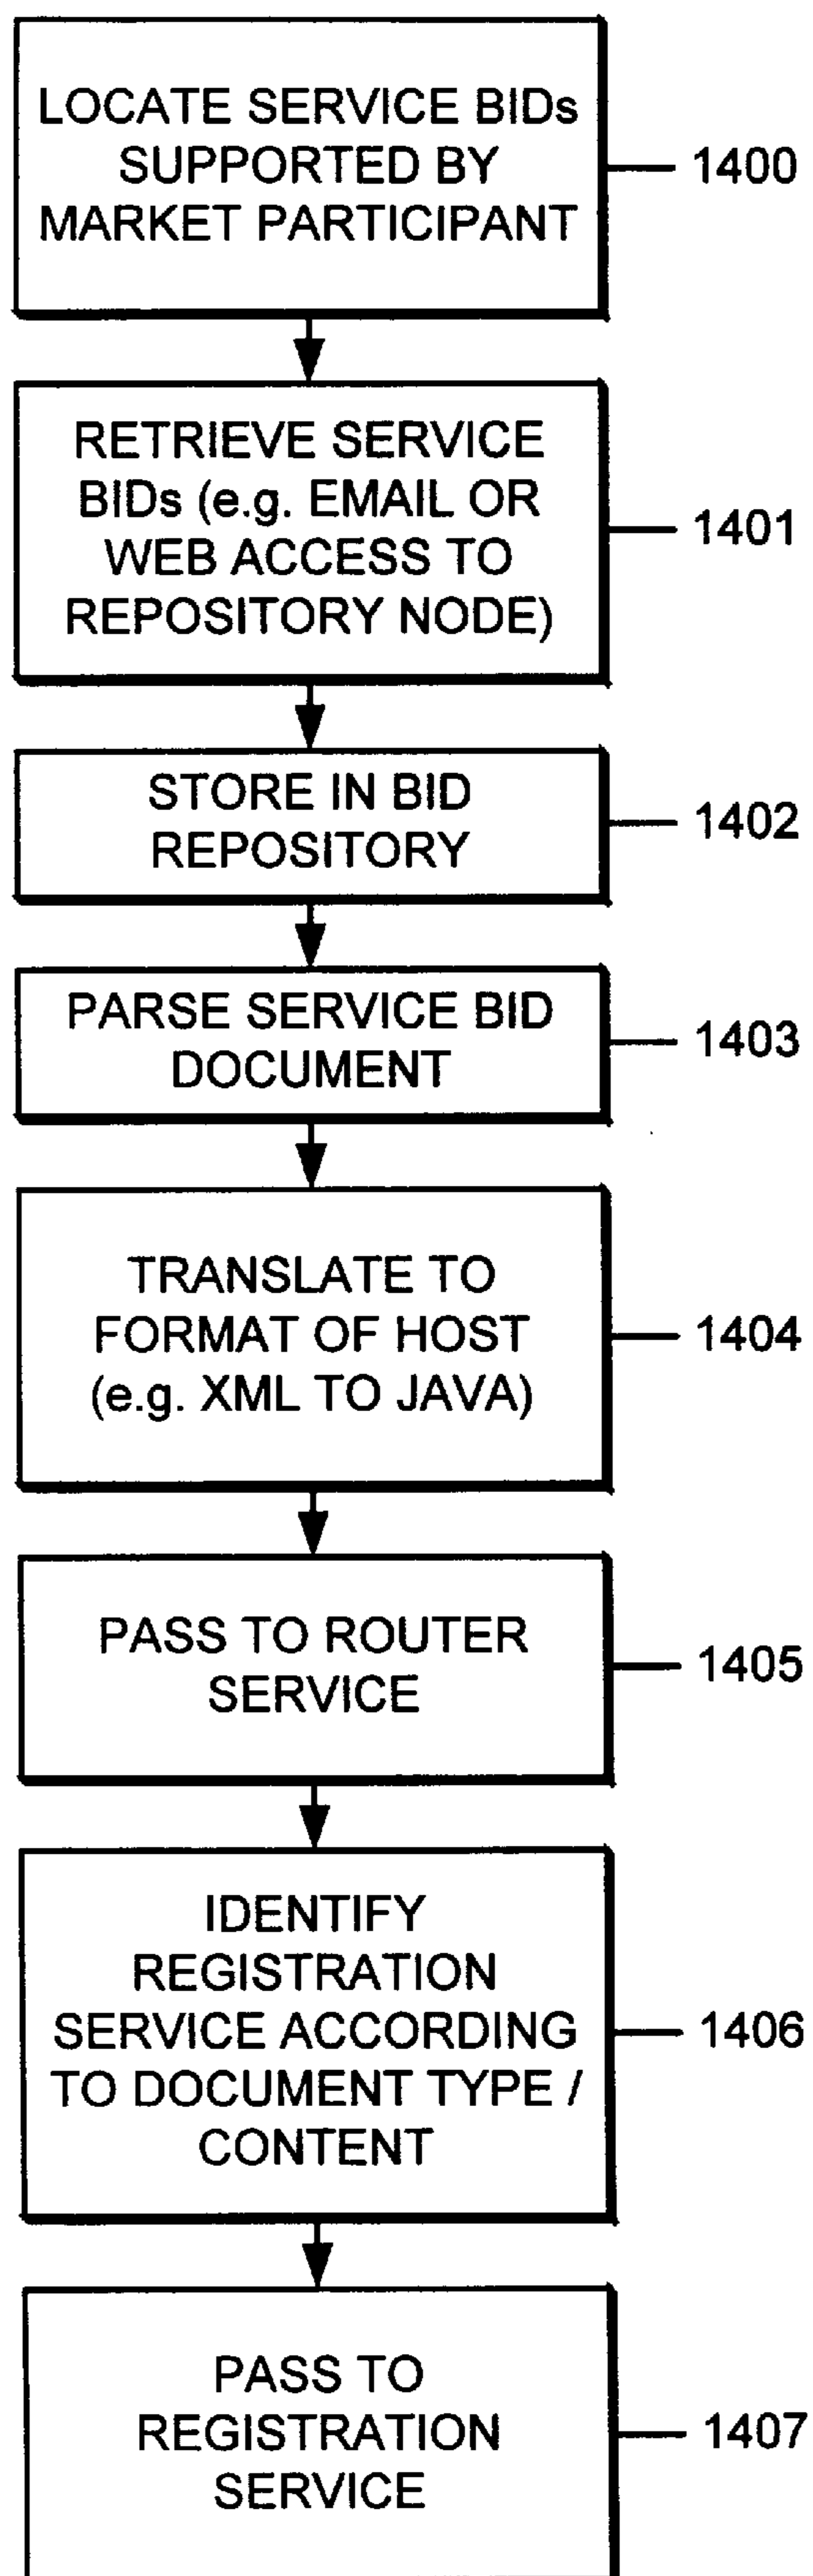 LOCATE SERVICE BIDs
SUPPORTED BY
MARKET PARTICIPANT
1400
RETRIEVE SERVICE
BIDs (e.g. EMAIL OR
WEB ACCESS TO
REPOSITORY NODE)
1401
STORE IN BID
REPOSITORY
1402
PARSE SERVICE BID
DOCUMENT
1403
TRANSLATE TO
FORMAT OF HOST
(e.g. XML TO JAVA)
1404
PASS TO ROUTER
SERVICE
1405
IDENTIFY
REGISTRATION
SERVICE ACCORDING
TO DOCUMENT TYPE /
CONTENT
1406
PASS TO
REGISTRATION
SERVICE
1407